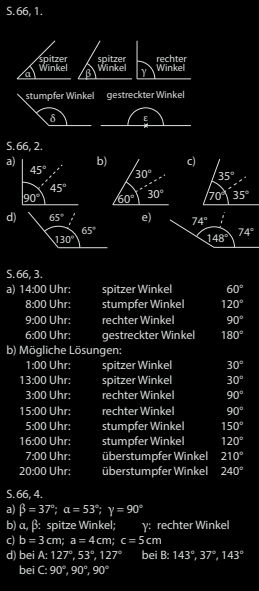 S. 66, 1.
spitzer Winkel α
spitzer Winkel β
rechter Winkel γ
stumpfer Winkel δ
gestreckter Winkel ε
S. 66, 2.
a) 45° 45° 90°
b) 30° 30° 60°
c) 35° 35° 70°
d) 65° 65° 130°
e) 74° 74° 148°
S. 66, 3.
a) 14:00 Uhr: spitzer Winkel 60°
8:00 Uhr: stumpfer Winkel 120°
9:00 Uhr: rechter Winkel 90°
6:00 Uhr: gestreckter Winkel 180°
b) Mögliche Lösungen:
1:00 Uhr: spitzer Winkel 30°
13:00 Uhr: spitzer Winkel 30°
3:00 Uhr: rechter Winkel 90°
15:00 Uhr: rechter Winkel 90°
5:00 Uhr: stumpfer Winkel 150°
16:00 Uhr: stumpfer Winkel 120°
7:00 Uhr: überstumpfer Winkel 210°
20:00 Uhr: überstumpfer Winkel 240°
S. 66, 4.
a) β = 37°; α = 53°; γ = 90°
b) α, β: spitze Winkel; γ: rechter Winkel
c) b = 3 cm; a = 4 cm; c = 5 cm
d) bei A: 127°, 53°, 127° bei B: 143°, 37°, 143°
bei C: 90°, 90°, 90°